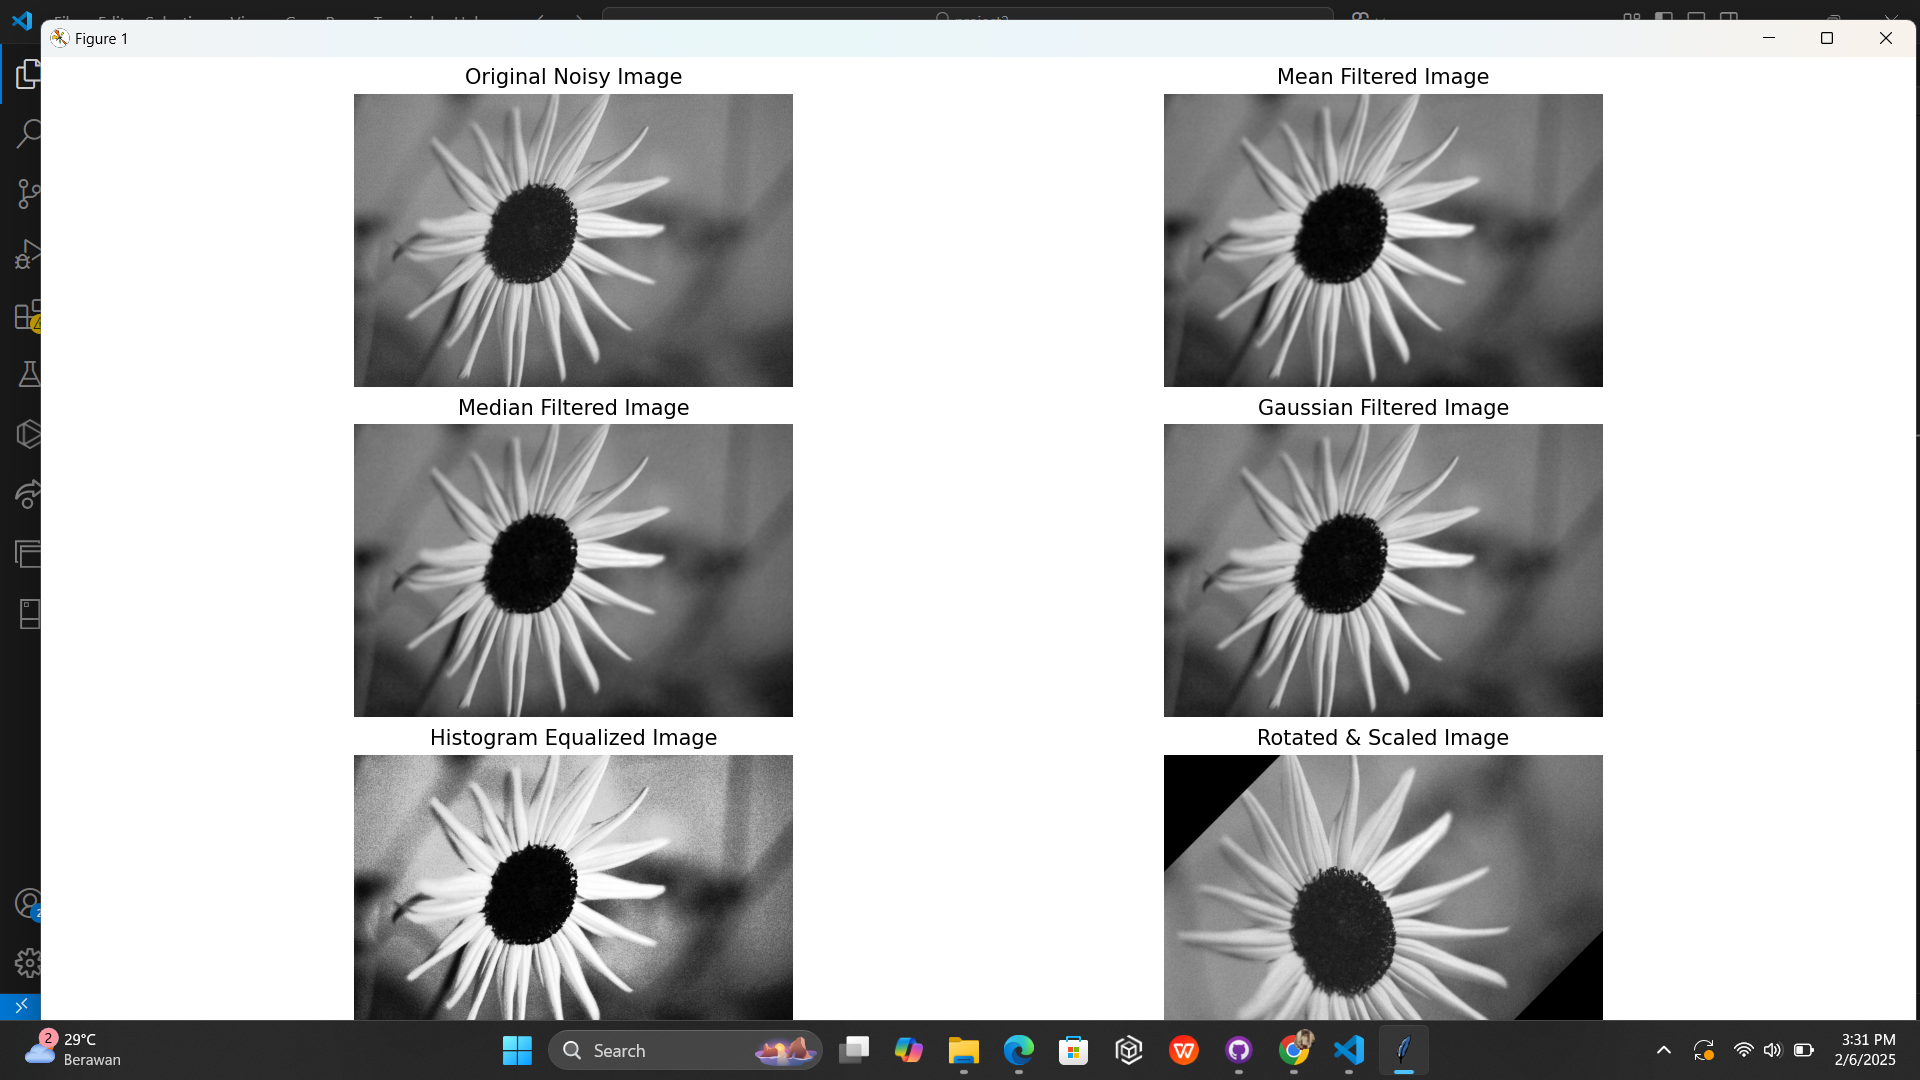 Figure 1
Original Noisy Image
Mean Filtered Image
Median Filtered Image
Gaussian Filtered Image
Histogram Equalized Image
Rotated & Scaled Image
2
2
29°C
Berawan
Search
3:31 PM
2/6/2025